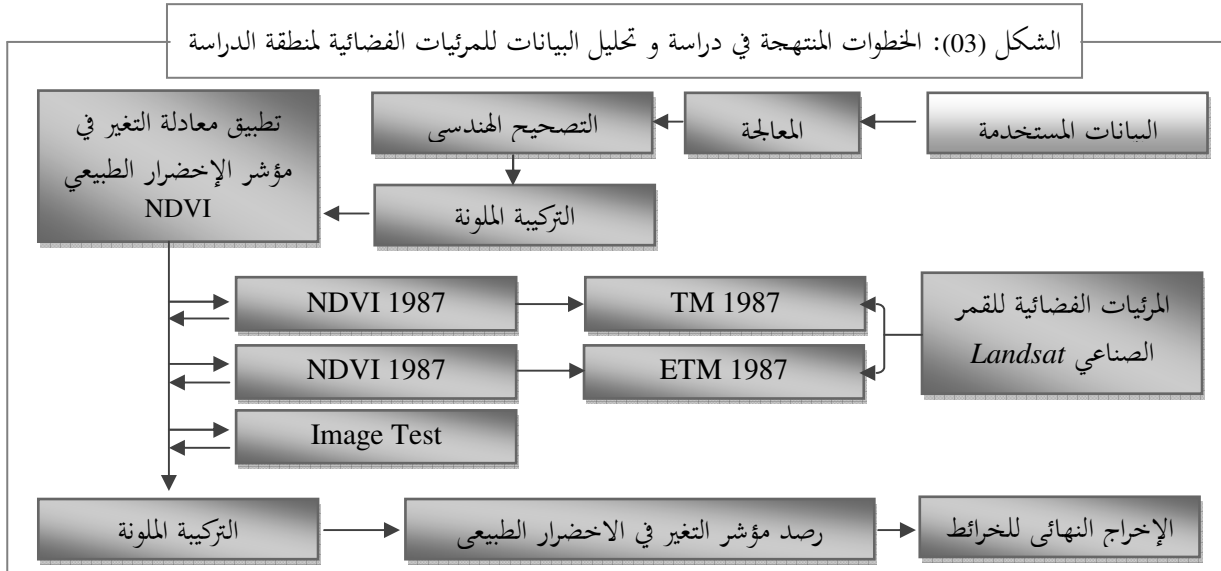 الشكل (03): الخطوات المنتهجة في دراسة و تحليل البيانات للمرئيات الفضائية لمنطقة الدراسة
البيانات المستخدمة
المعالجة
التصحيح الهندسي
التركيبة الملونة
تطبيق معادلة التغير في
مؤشر الإخضرار الطبيعي
NDVI
المرئيات الفضائية للقمر
الصناعي Landsat
TM 1987
NDVI 1987
ETM 1987
NDVI 1987
Image Test
التركيبة الملونة
رصد مؤشر التغير في الاخضرار الطبيعي
الإخراج النهائي للخرائط